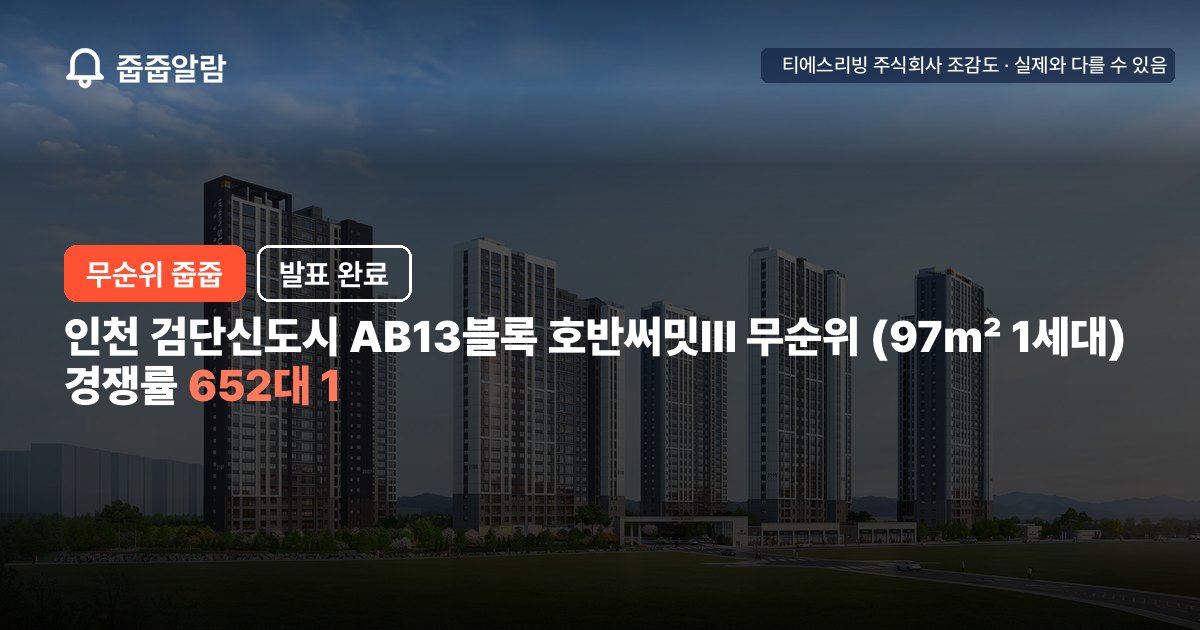 줍줍알람
티에스리빙 주식회사 조감도 · 실제와 다를 수 있음
무순위 줍줍
발표 완료
인천 검단신도시 AB13블록 호반써밋III 무순위 (97m² 1세대)
경쟁률 652대 1